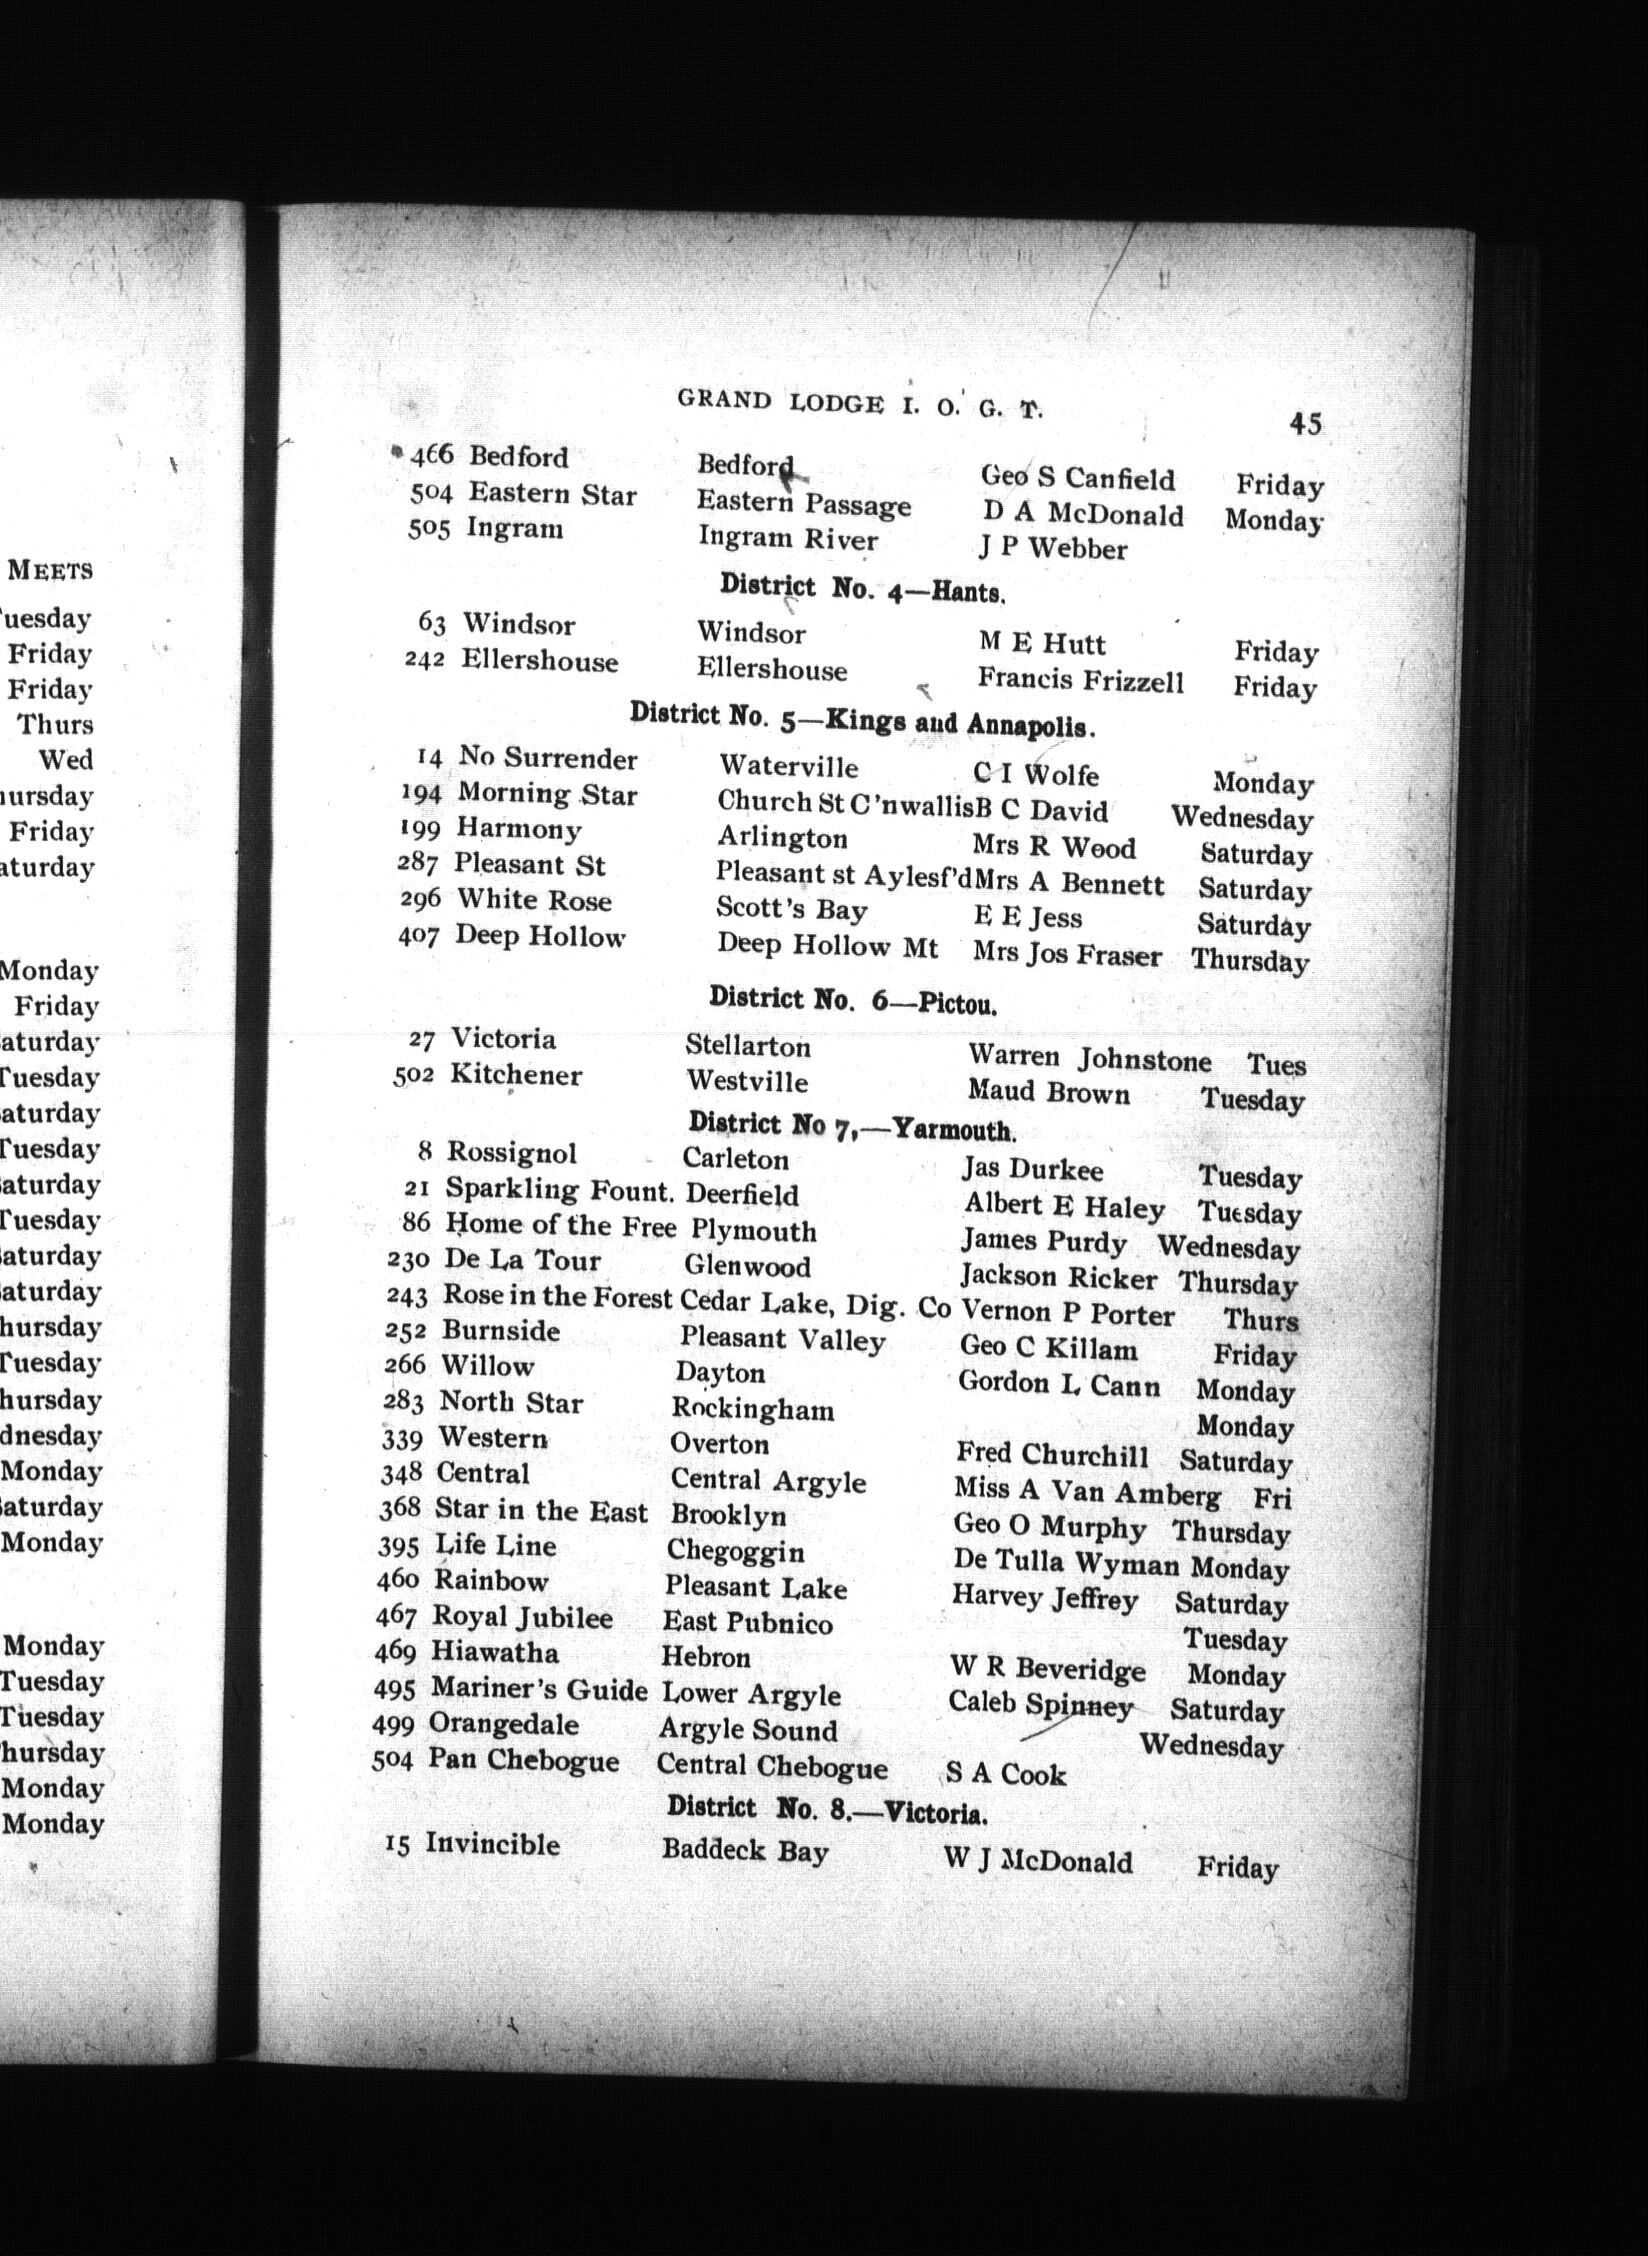 MEETS
Friday
Friday
Thurs
Wed
Friday
Monday
Friday
Monday
Monday
Monday
Monday
Monday
GRAND LODGE I. O. G. T.
45
466 Bedford Bedford Geo S Canfield Friday
504 Eastern Star Eastern Passage D A McDonald Monday
505 Ingram Ingram River J P Webber
District No. 4—Hants.
63 Windsor Windsor M E Hutt Friday
242 Ellershouse Ellershouse Francis Frizzell Friday
District No. 5—Kings and Annapolis.
14 No Surrender Waterville C I Wolfe Monday
194 Morning Star Church St C'nwallis B C David Wednesday
199 Harmony Arlington Mrs R Wood Saturday
287 Pleasant St Pleasant st Aylesf'd Mrs A Bennett Saturday
296 White Rose Scott's Bay E E Jess Saturday
407 Deep Hollow Deep Hollow Mt Mrs Jos Fraser Thursday
District No. 6—Pictou.
27 Victoria Stellarton Warren Johnstone Tues
502 Kitchener Westville Maud Brown Tuesday
District No 7,—Yarmouth.
8 Rossignol Carleton Jas Durkee Tuesday
21 Sparkling Fount. Deerfield Albert E Haley Tuesday
86 Home of the Free Plymouth James Purdy Wednesday
230 De La Tour Glenwood Jackson Ricker Thursday
243 Rose in the Forest Cedar Lake, Dig. Co Vernon P Porter Thurs
252 Burnside Pleasant Valley Geo C Killam Friday
266 Willow Dayton Gordon L Cann Monday
283 North Star Rockingham Monday
339 Western Overton Fred Churchill Saturday
348 Central Central Argyle Miss A Van Amberg Fri
368 Star in the East Brooklyn Geo O Murphy Thursday
395 Life Line Chegoggin De Tulla Wyman Monday
460 Rainbow Pleasant Lake Harvey Jeffrey Saturday
467 Royal Jubilee East Pubnico Tuesday
469 Hiawatha Hebron W R Beveridge Monday
495 Mariner's Guide Lower Argyle Caleb Spinney Saturday
499 Orangedale Argyle Sound Wednesday
504 Pan Chebogue Central Chebogue S A Cook
District No. 8.—Victoria.
15 Invincible Baddeck Bay W J McDonald Friday